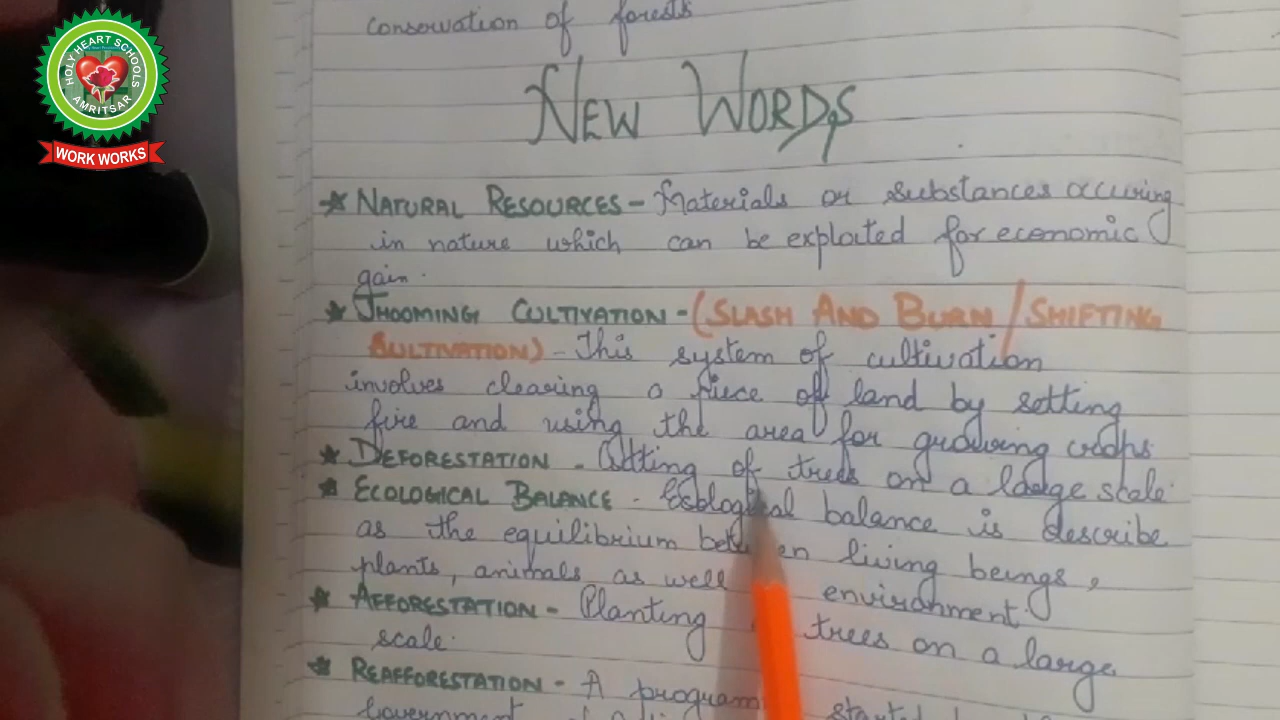 HOLY HEART SCHOOLS
AMRITSAR
WORK WORKS
conservation of forests
NEW WORDS
★ NATURAL RESOURCES - Materials or substances occuring
in nature which can be exploited for economic
gain.
★ JHOOMING CULTIVATION - (SLASH AND BURN / SHIFTING
CULTIVATION) - This system of cultivation
involves clearing a piece of land by setting
fire and using the area for growing crops
★ DEFORESTATION - Cutting of trees on a large scale.
★ ECOLOGICAL BALANCE - Ecological balance is describe
as the equilibrium between living beings,
plants, animals as well environment.
★ AFFORESTATION - Planting trees on a large
scale.
★ REAFFORESTATION - A program started
Government